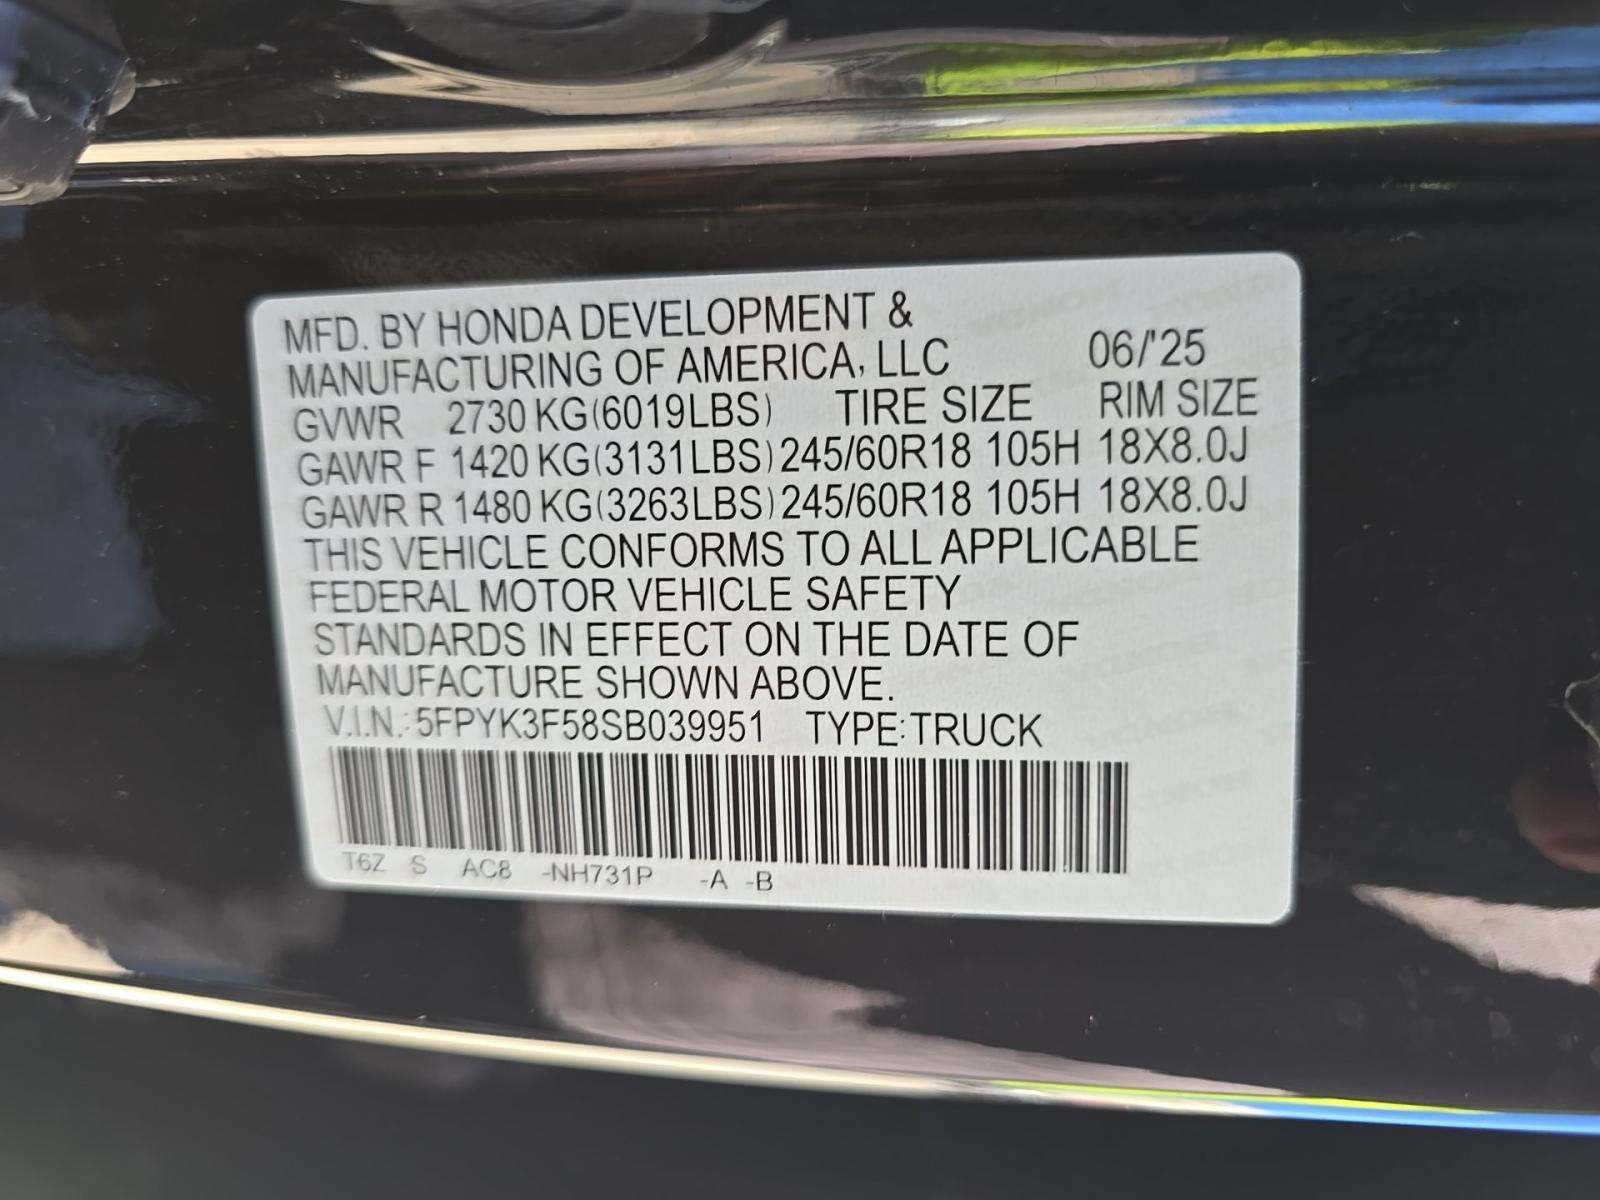 MFD. BY HONDA DEVELOPMENT &
MANUFACTURING OF AMERICA, LLC 06/'25
GVWR 2730 KG(6019LBS) TIRE SIZE RIM SIZE
GAWR F 1420 KG(3131LBS) 245/60R18 105H 18X8.0J
GAWR R 1480 KG(3263LBS) 245/60R18 105H 18X8.0J
THIS VEHICLE CONFORMS TO ALL APPLICABLE
FEDERAL MOTOR VEHICLE SAFETY
STANDARDS IN EFFECT ON THE DATE OF
MANUFACTURE SHOWN ABOVE.
V.I.N.: 5FPYK3F58SB039951 TYPE: TRUCK
T6Z S AC8 -NH731P -A -B